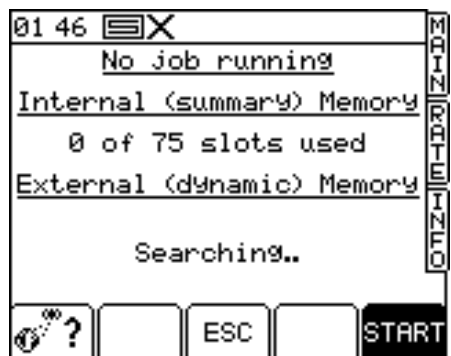 01 46
No job running
Internal (summary) Memory
0 of 75 slots used
External (dynamic) Memory
Searching..
? ESC START
MAIN
RATE
INFO